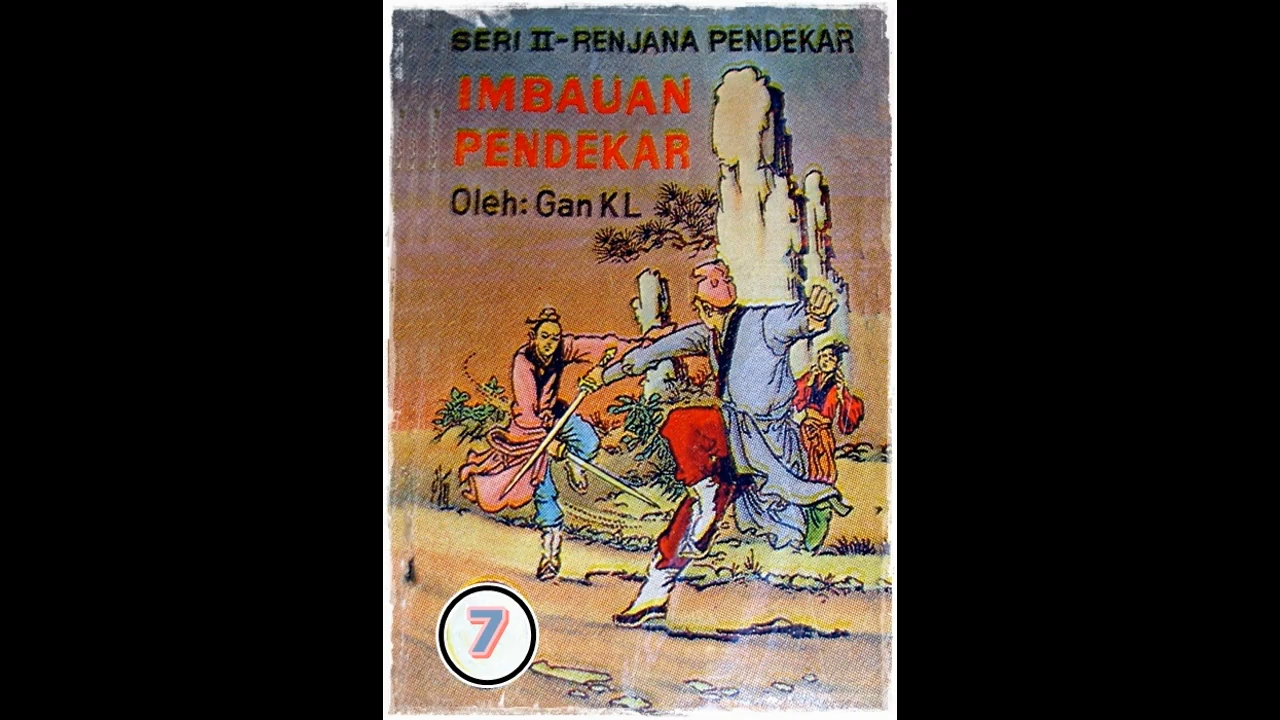 SERI II-RENJANA PENDEKAR
IMBAUAN
PENDEKAR
Oleh: Gan KL
7